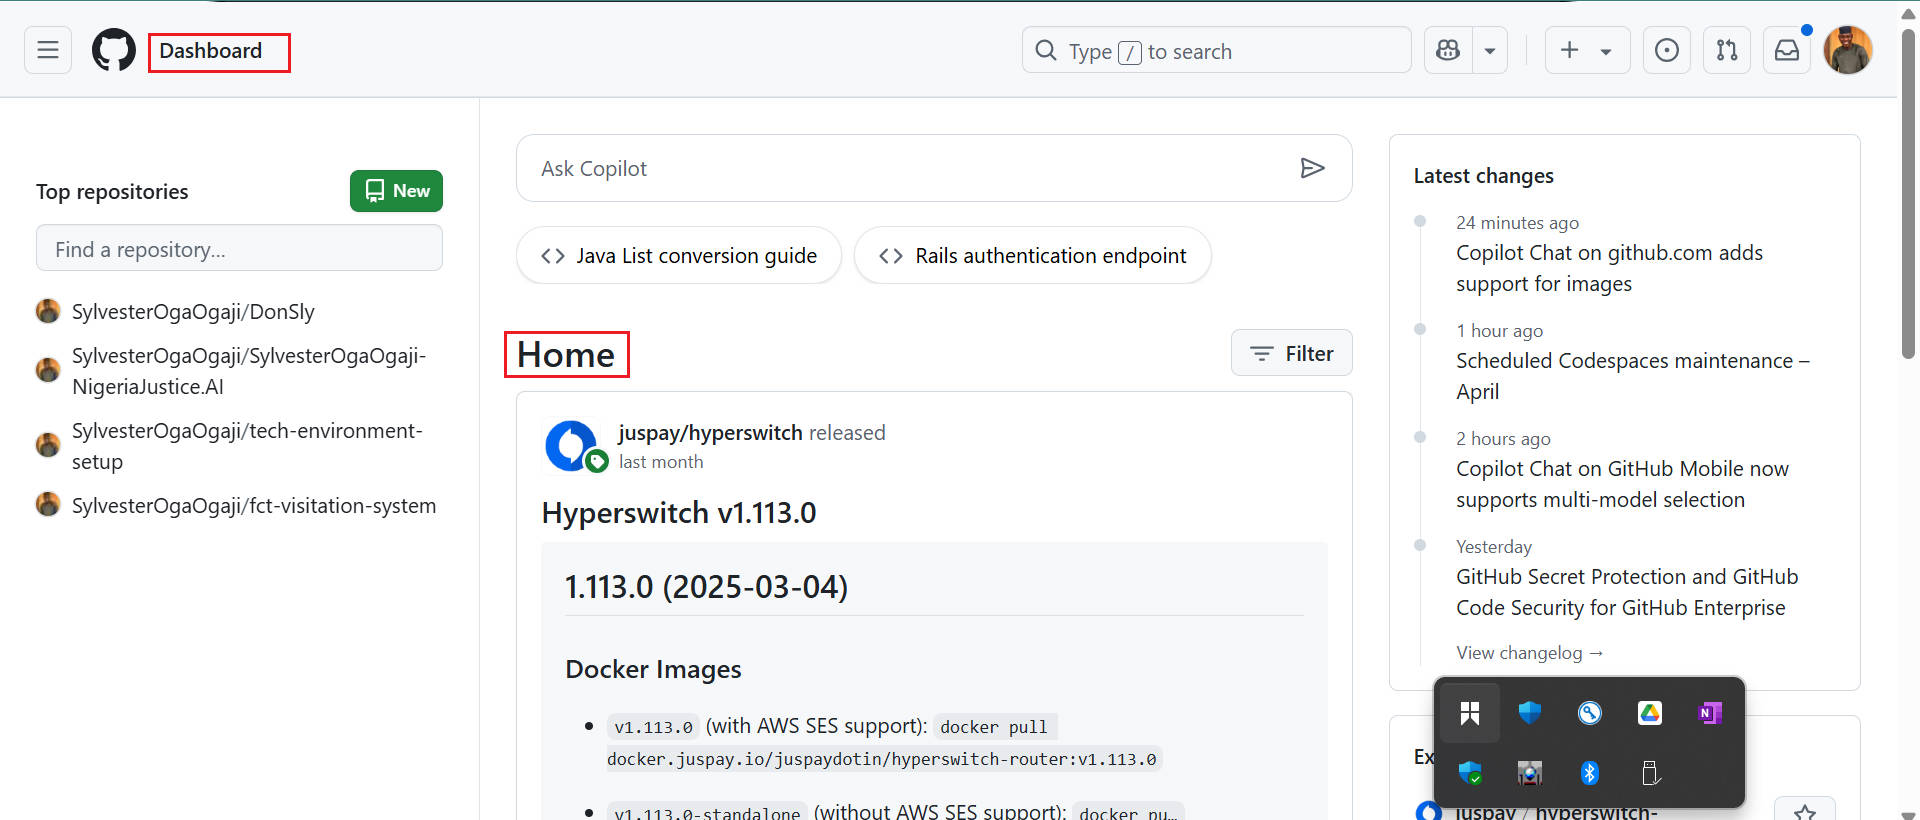 Dashboard
Type / to search
Top repositories
New
Find a repository...
SylvesterOgaOgaji/DonSly
SylvesterOgaOgaji/SylvesterOgaOgaji-
NigeriaJustice.AI
SylvesterOgaOgaji/tech-environment-
setup
SylvesterOgaOgaji/fct-visitation-system
Ask Copilot
Java List conversion guide
Rails authentication endpoint
Home
Filter
juspay/hyperswitch released
last month
Hyperswitch v1.113.0
1.113.0 (2025-03-04)
Docker Images
v1.113.0 (with AWS SES support): docker pull
docker.juspay.io/juspaydotin/hyperswitch-router:v1.113.0
v1.113.0-standalone (without AWS SES support): docker pu…
Latest changes
24 minutes ago
Copilot Chat on github.com adds
support for images
1 hour ago
Scheduled Codespaces maintenance –
April
2 hours ago
Copilot Chat on GitHub Mobile now
supports multi-model selection
Yesterday
GitHub Secret Protection and GitHub
Code Security for GitHub Enterprise
View changelog →
Ex
N
juspay / hyperswitch-